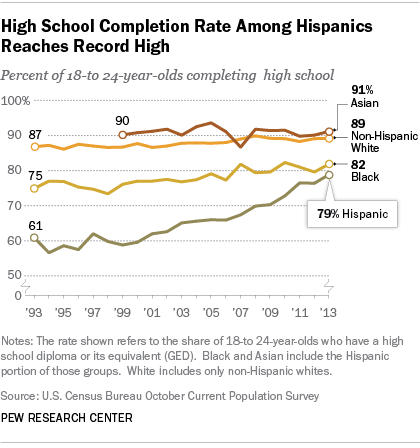 High School Completion Rate Among Hispanics
Reaches Record High
Percent of 18-to 24-year-olds completing high school
100%
90
80
70
60
50
0
87
75
61
90
91%
Asian
89
Non-Hispanic
White
82
Black
79% Hispanic
'93 '95 '97 '99 '01 '03 '05 '07 '09 '11 '13
Notes: The rate shown refers to the share of 18-to 24-year-olds who have a high
school diploma or its equivalent (GED). Black and Asian include the Hispanic
portion of those groups. White includes only non-Hispanic whites.
Source: U.S. Census Bureau October Current Population Survey
PEW RESEARCH CENTER